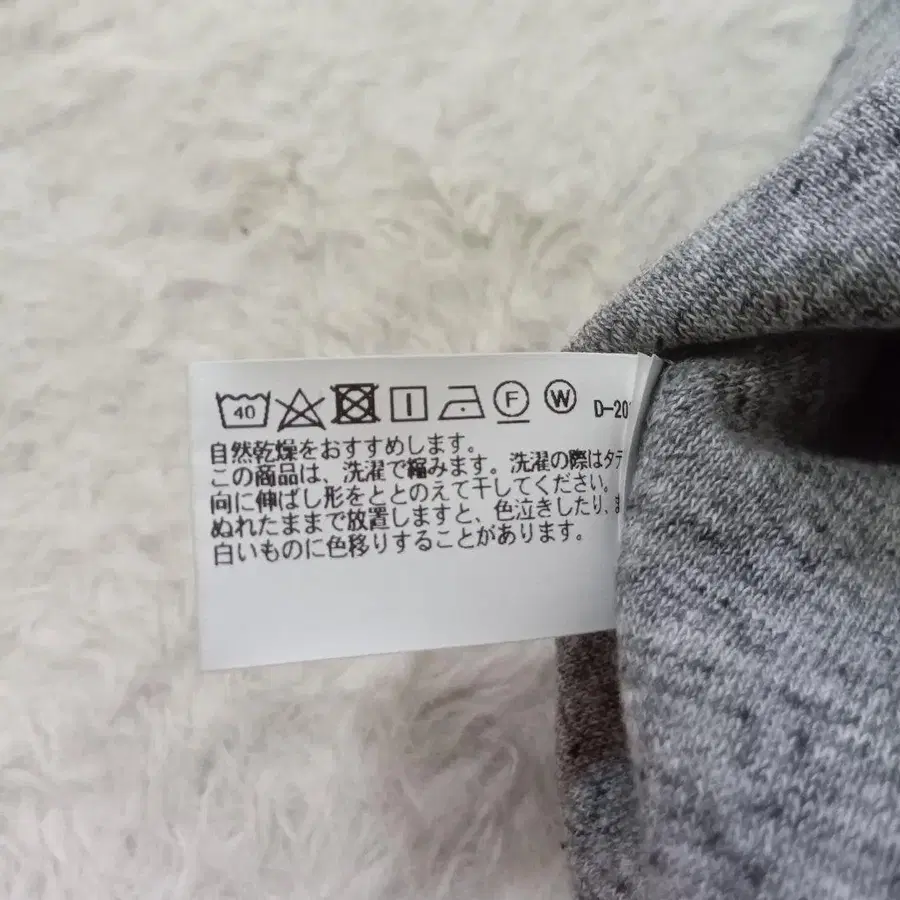 40 F W D-20
自然乾燥をおすすめします。
この商品は、洗濯で縮みます。洗濯の際はタテ
向に伸ばし形をととのえて干してください。
ぬれたままで放置しますと、色泣きしたり、ま
白いものに色移りすることがあります。